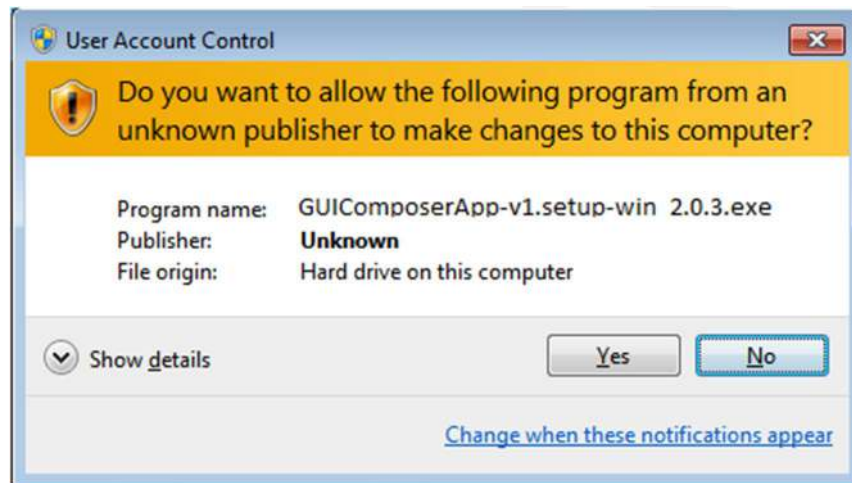 User Account Control
Do you want to allow the following program from an
unknown publisher to make changes to this computer?
Program name: GUIComposerApp-v1.setup-win 2.0.3.exe
Publisher: Unknown
File origin: Hard drive on this computer
Show details Yes No
Change when these notifications appear